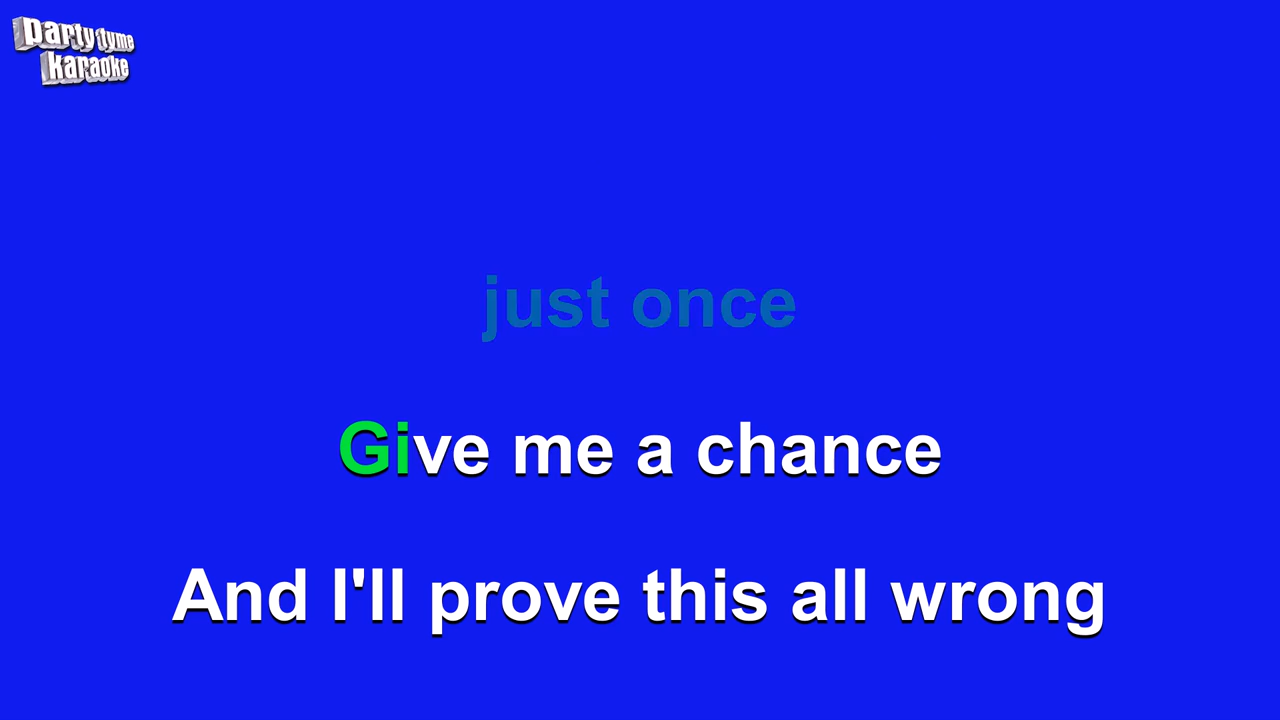 party tyme
karaoke
just once
Give me a chance
And I'll prove this all wrong